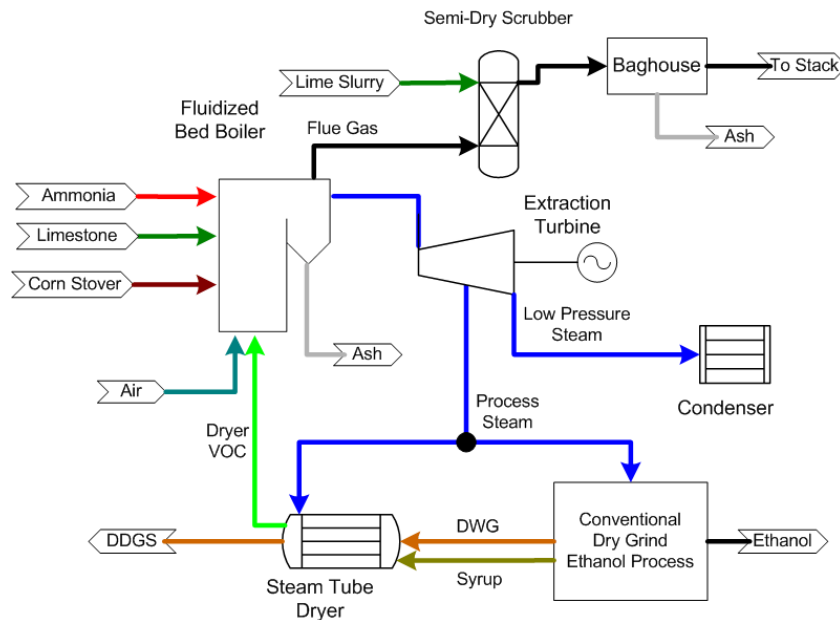 Semi-Dry Scrubber
Lime Slurry
Baghouse
To Stack
Fluidized
Bed Boiler
Flue Gas
Ash
Ammonia
Limestone
Corn Stover
Extraction
Turbine
Low Pressure
Steam
Ash
Air
Condenser
Process
Steam
Dryer
VOC
DDGS
DWG
Syrup
Conventional
Dry Grind
Ethanol Process
Ethanol
Steam Tube
Dryer